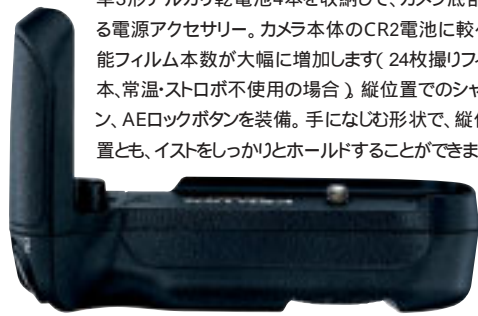 単3形アルカリ乾電池4本を収納して、カメラ底部
る電源アクセサリー。カメラ本体のCR2電池に較べ
能フィルム本数が大幅に増加します(24枚撮りフィ
本、常温・ストロボ不使用の場合)。縦位置でのシャ
ン、AEロックボタンを装備。手になじむ形状で、縦位
置とも、イストをしっかりとホールドすることができま